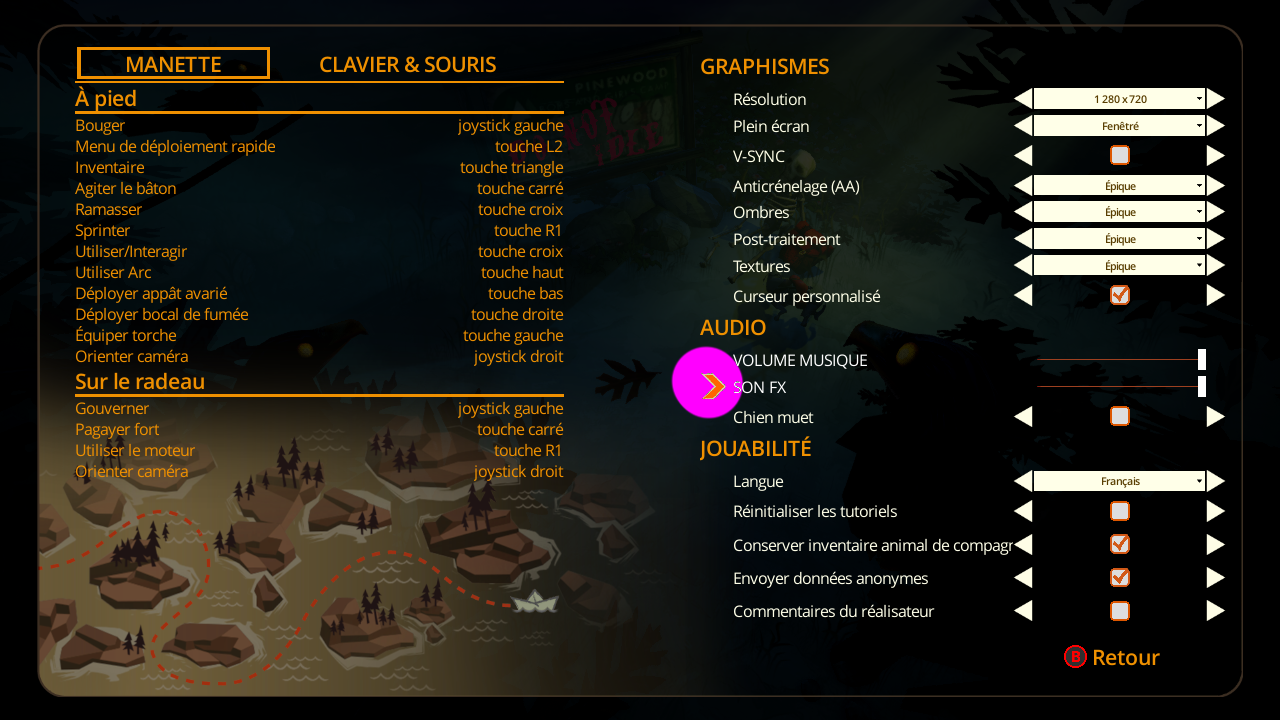 MANETTE
CLAVIER & SOURIS
À pied
Bouger joystick gauche
Menu de déploiement rapide touche L2
Inventaire touche triangle
Agiter le bâton touche carré
Ramasser touche croix
Sprinter touche R1
Utiliser/Interagir touche croix
Utiliser Arc touche haut
Déployer appât avarié touche bas
Déployer bocal de fumée touche droite
Équiper torche touche gauche
Orienter caméra joystick droit
Sur le radeau
Gouverner joystick gauche
Pagayer fort touche carré
Utiliser le moteur touche R1
Orienter caméra joystick droit
PINEWOOD
GRAPHISMES
Résolution 1 280 x 720
Plein écran Fenêtré
V-SYNC
Anticrénelage (AA) Épique
Ombres Épique
Post-traitement Épique
Textures Épique
Curseur personnalisé
AUDIO
VOLUME MUSIQUE
SON FX
Chien muet
JOUABILITÉ
Langue Français
Réinitialiser les tutoriels
Conserver inventaire animal de compagn
Envoyer données anonymes
Commentaires du réalisateur
B Retour